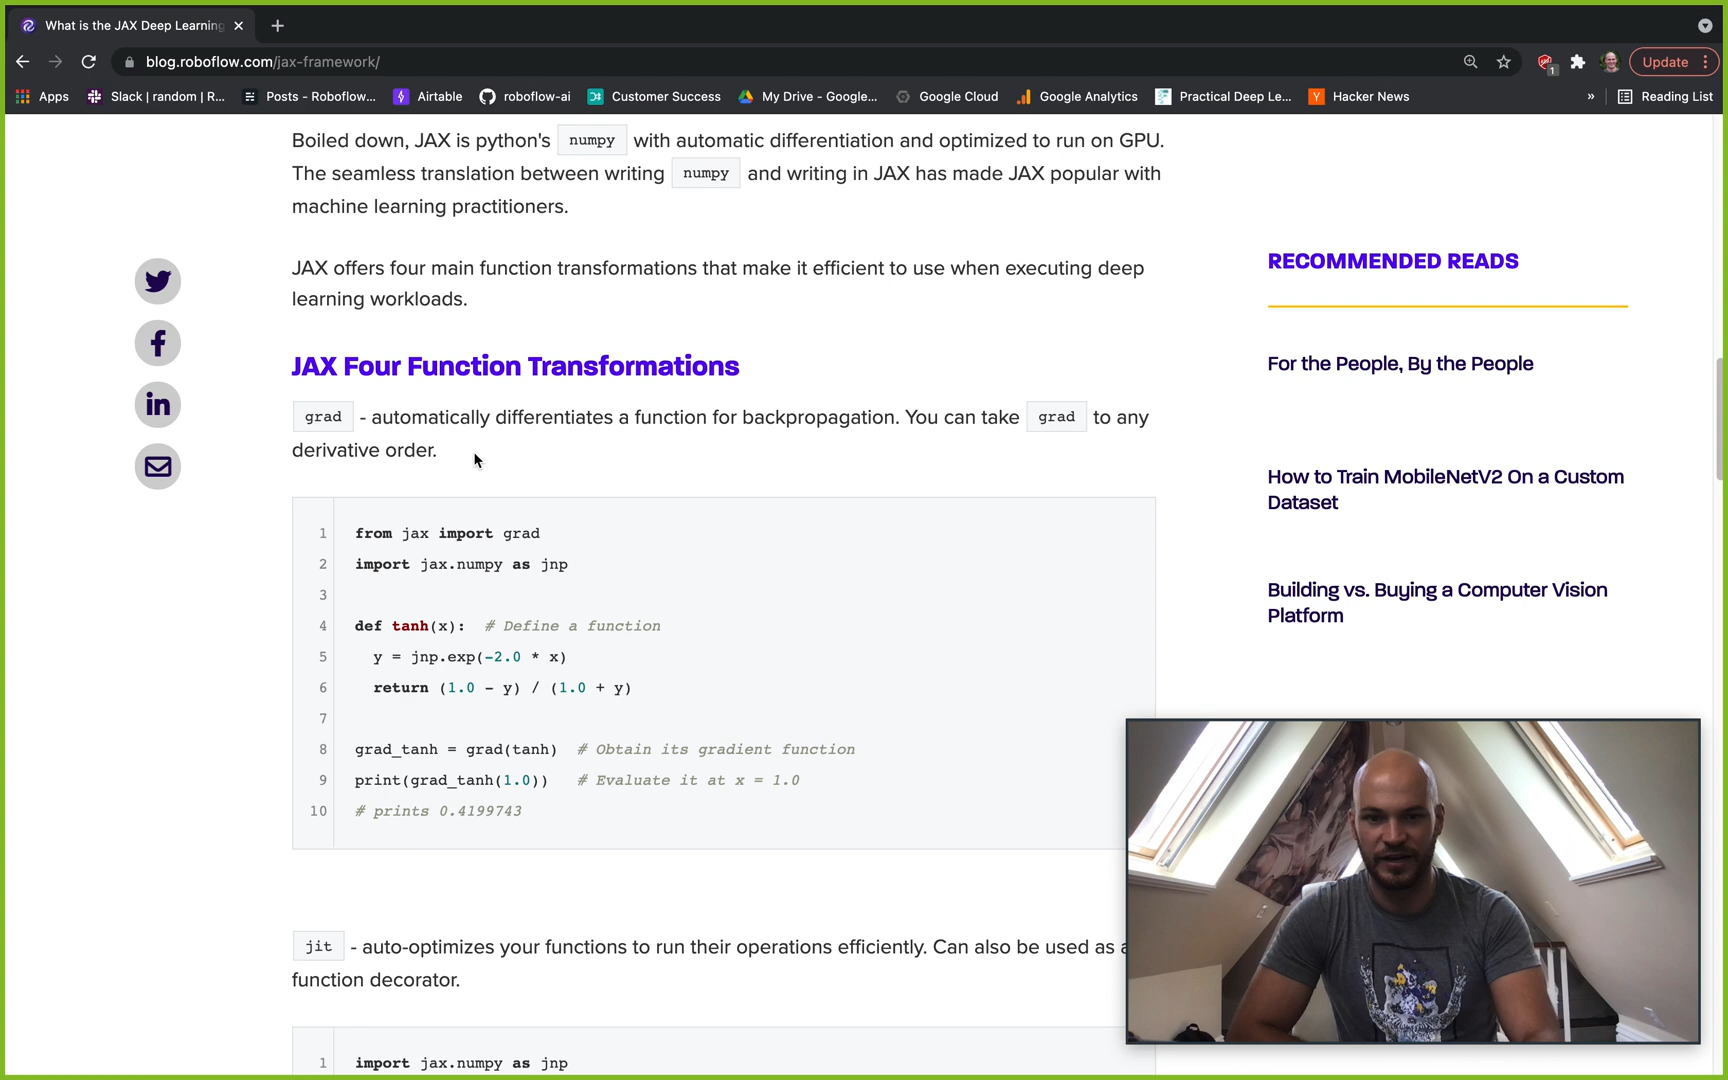 What is the JAX Deep Learning
blog.roboflow.com/jax-framework/
Update
1
Apps
Slack | random | R...
Posts - Roboflow...
Airtable
roboflow-ai
Customer Success
My Drive - Google...
Google Cloud
Google Analytics
Practical Deep Le...
Hacker News
»
Reading List
Boiled down, JAX is python's numpy with automatic differentiation and optimized to run on GPU.
The seamless translation between writing numpy and writing in JAX has made JAX popular with
machine learning practitioners.
JAX offers four main function transformations that make it efficient to use when executing deep
learning workloads.
JAX Four Function Transformations
grad - automatically differentiates a function for backpropagation. You can take grad to any
derivative order.
1 from jax import grad
2 import jax.numpy as jnp
3
4 def tanh(x):  # Define a function
5   y = jnp.exp(-2.0 * x)
6   return (1.0 - y) / (1.0 + y)
7
8 grad_tanh = grad(tanh)  # Obtain its gradient function
9 print(grad_tanh(1.0))   # Evaluate it at x = 1.0
10 # prints 0.4199743
jit - auto-optimizes your functions to run their operations efficiently. Can also be used as a
function decorator.
1 import jax.numpy as jnp
RECOMMENDED READS
For the People, By the People
How to Train MobileNetV2 On a Custom
Dataset
Building vs. Buying a Computer Vision
Platform